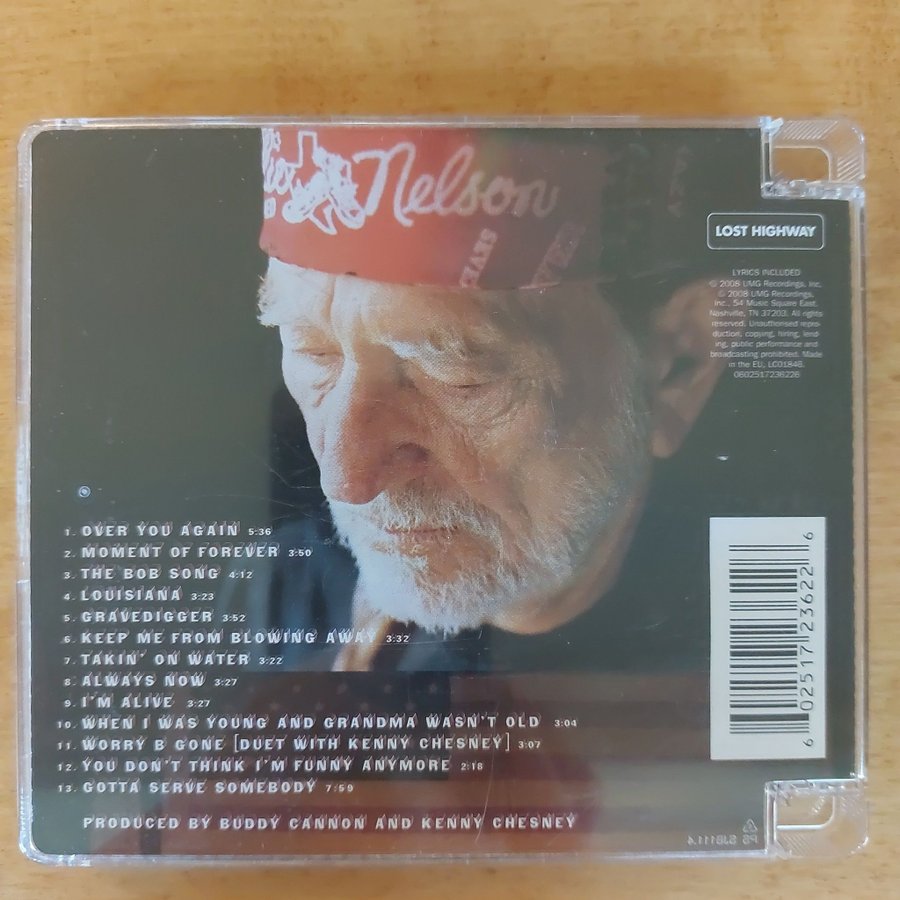 Nelson
LOST HIGHWAY
LYRICS INCLUDED
℗ 2008 UMG Recordings, Inc.
© 2008 UMG Recordings,
Inc., 54 Music Square East,
Nashville, TN 37203. All rights
reserved. Unauthorised repro-
duction, copying, hiring, lend-
ing, public performance and
broadcasting prohibited. Made
in the EU, LC01848.
0602517236226
1. OVER YOU AGAIN 5:36
2. MOMENT OF FOREVER 3:50
3. THE BOB SONG 4:12
4. LOUISIANA 3:23
5. GRAVEDIGGER 3:52
6. KEEP ME FROM BLOWING AWAY 3:32
7. TAKIN' ON WATER 3:22
8. ALWAYS NOW 3:27
9. I'M ALIVE 3:27
10. WHEN I WAS YOUNG AND GRANDMA WASN'T OLD 3:04
11. WORRY B GONE [DUET WITH KENNY CHESNEY] 3:07
12. YOU DON'T THINK I'M FUNNY ANYMORE 2:18
13. GOTTA SERVE SOMEBODY 7:59
PRODUCED BY BUDDY CANNON AND KENNY CHESNEY
6 02517 23622 6